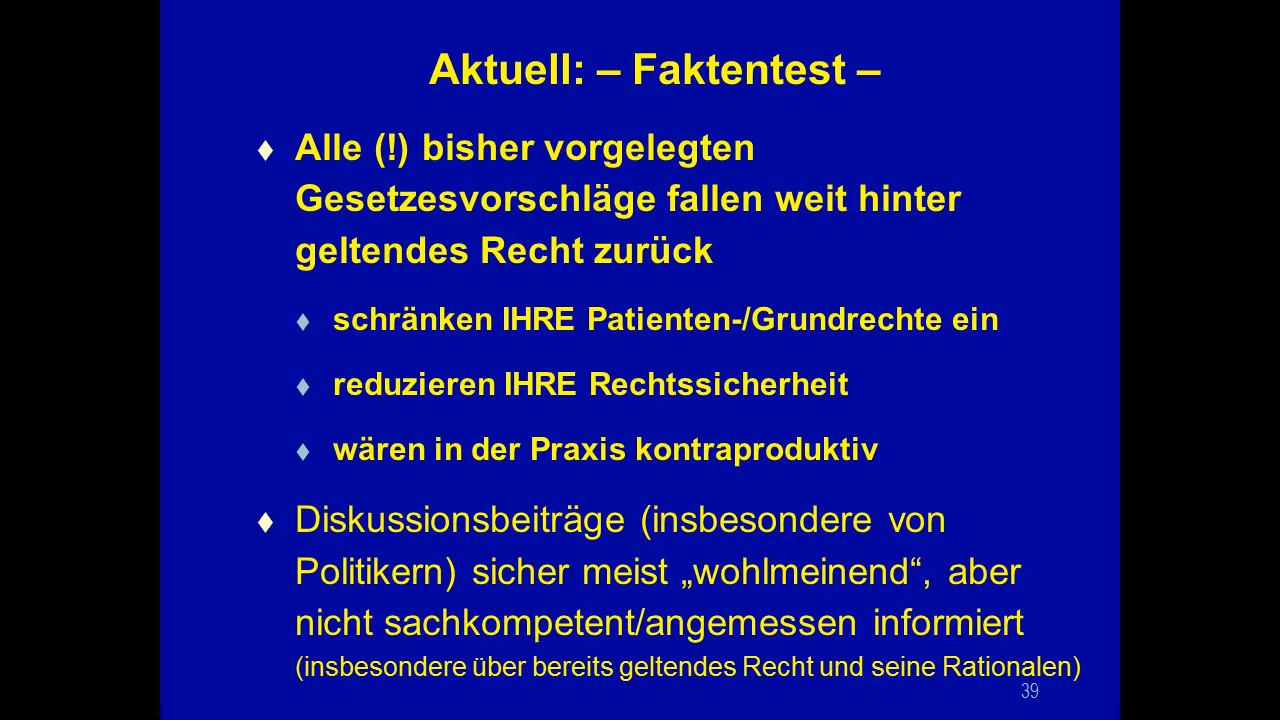 Aktuell: – Faktentest –
Alle (!) bisher vorgelegten
Gesetzesvorschläge fallen weit hinter
geltendes Recht zurück
schränken IHRE Patienten-/Grundrechte ein
reduzieren IHRE Rechtssicherheit
wären in der Praxis kontraproduktiv
Diskussionsbeiträge (insbesondere von
Politikern) sicher meist „wohlmeinend“, aber
nicht sachkompetent/angemessen informiert
(insbesondere über bereits geltendes Recht und seine Rationalen)
39